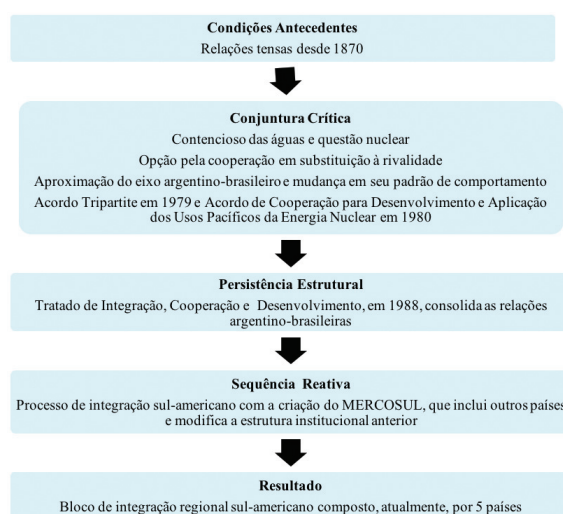 Condições Antecedentes
Relações tensas desde 1870
Conjuntura Crítica
Contencioso das águas e questão nuclear
Opção pela cooperação em substituição à rivalidade
Aproximação do eixo argentino-brasileiro e mudança em seu padrão de comportamento
Acordo Tripartite em 1979 e Acordo de Cooperação para Desenvolvimento e Aplicação
dos Usos Pacíficos da Energia Nuclear em 1980
Persistência Estrutural
Tratado de Integração, Cooperação e Desenvolvimento, em 1988, consolida as relações
argentino-brasileiras
Sequência Reativa
Processo de integração sul-americano com a criação do MERCOSUL, que inclui outros países
e modifica a estrutura institucional anterior
Resultado
Bloco de integração regional sul-americano composto, atualmente, por 5 países